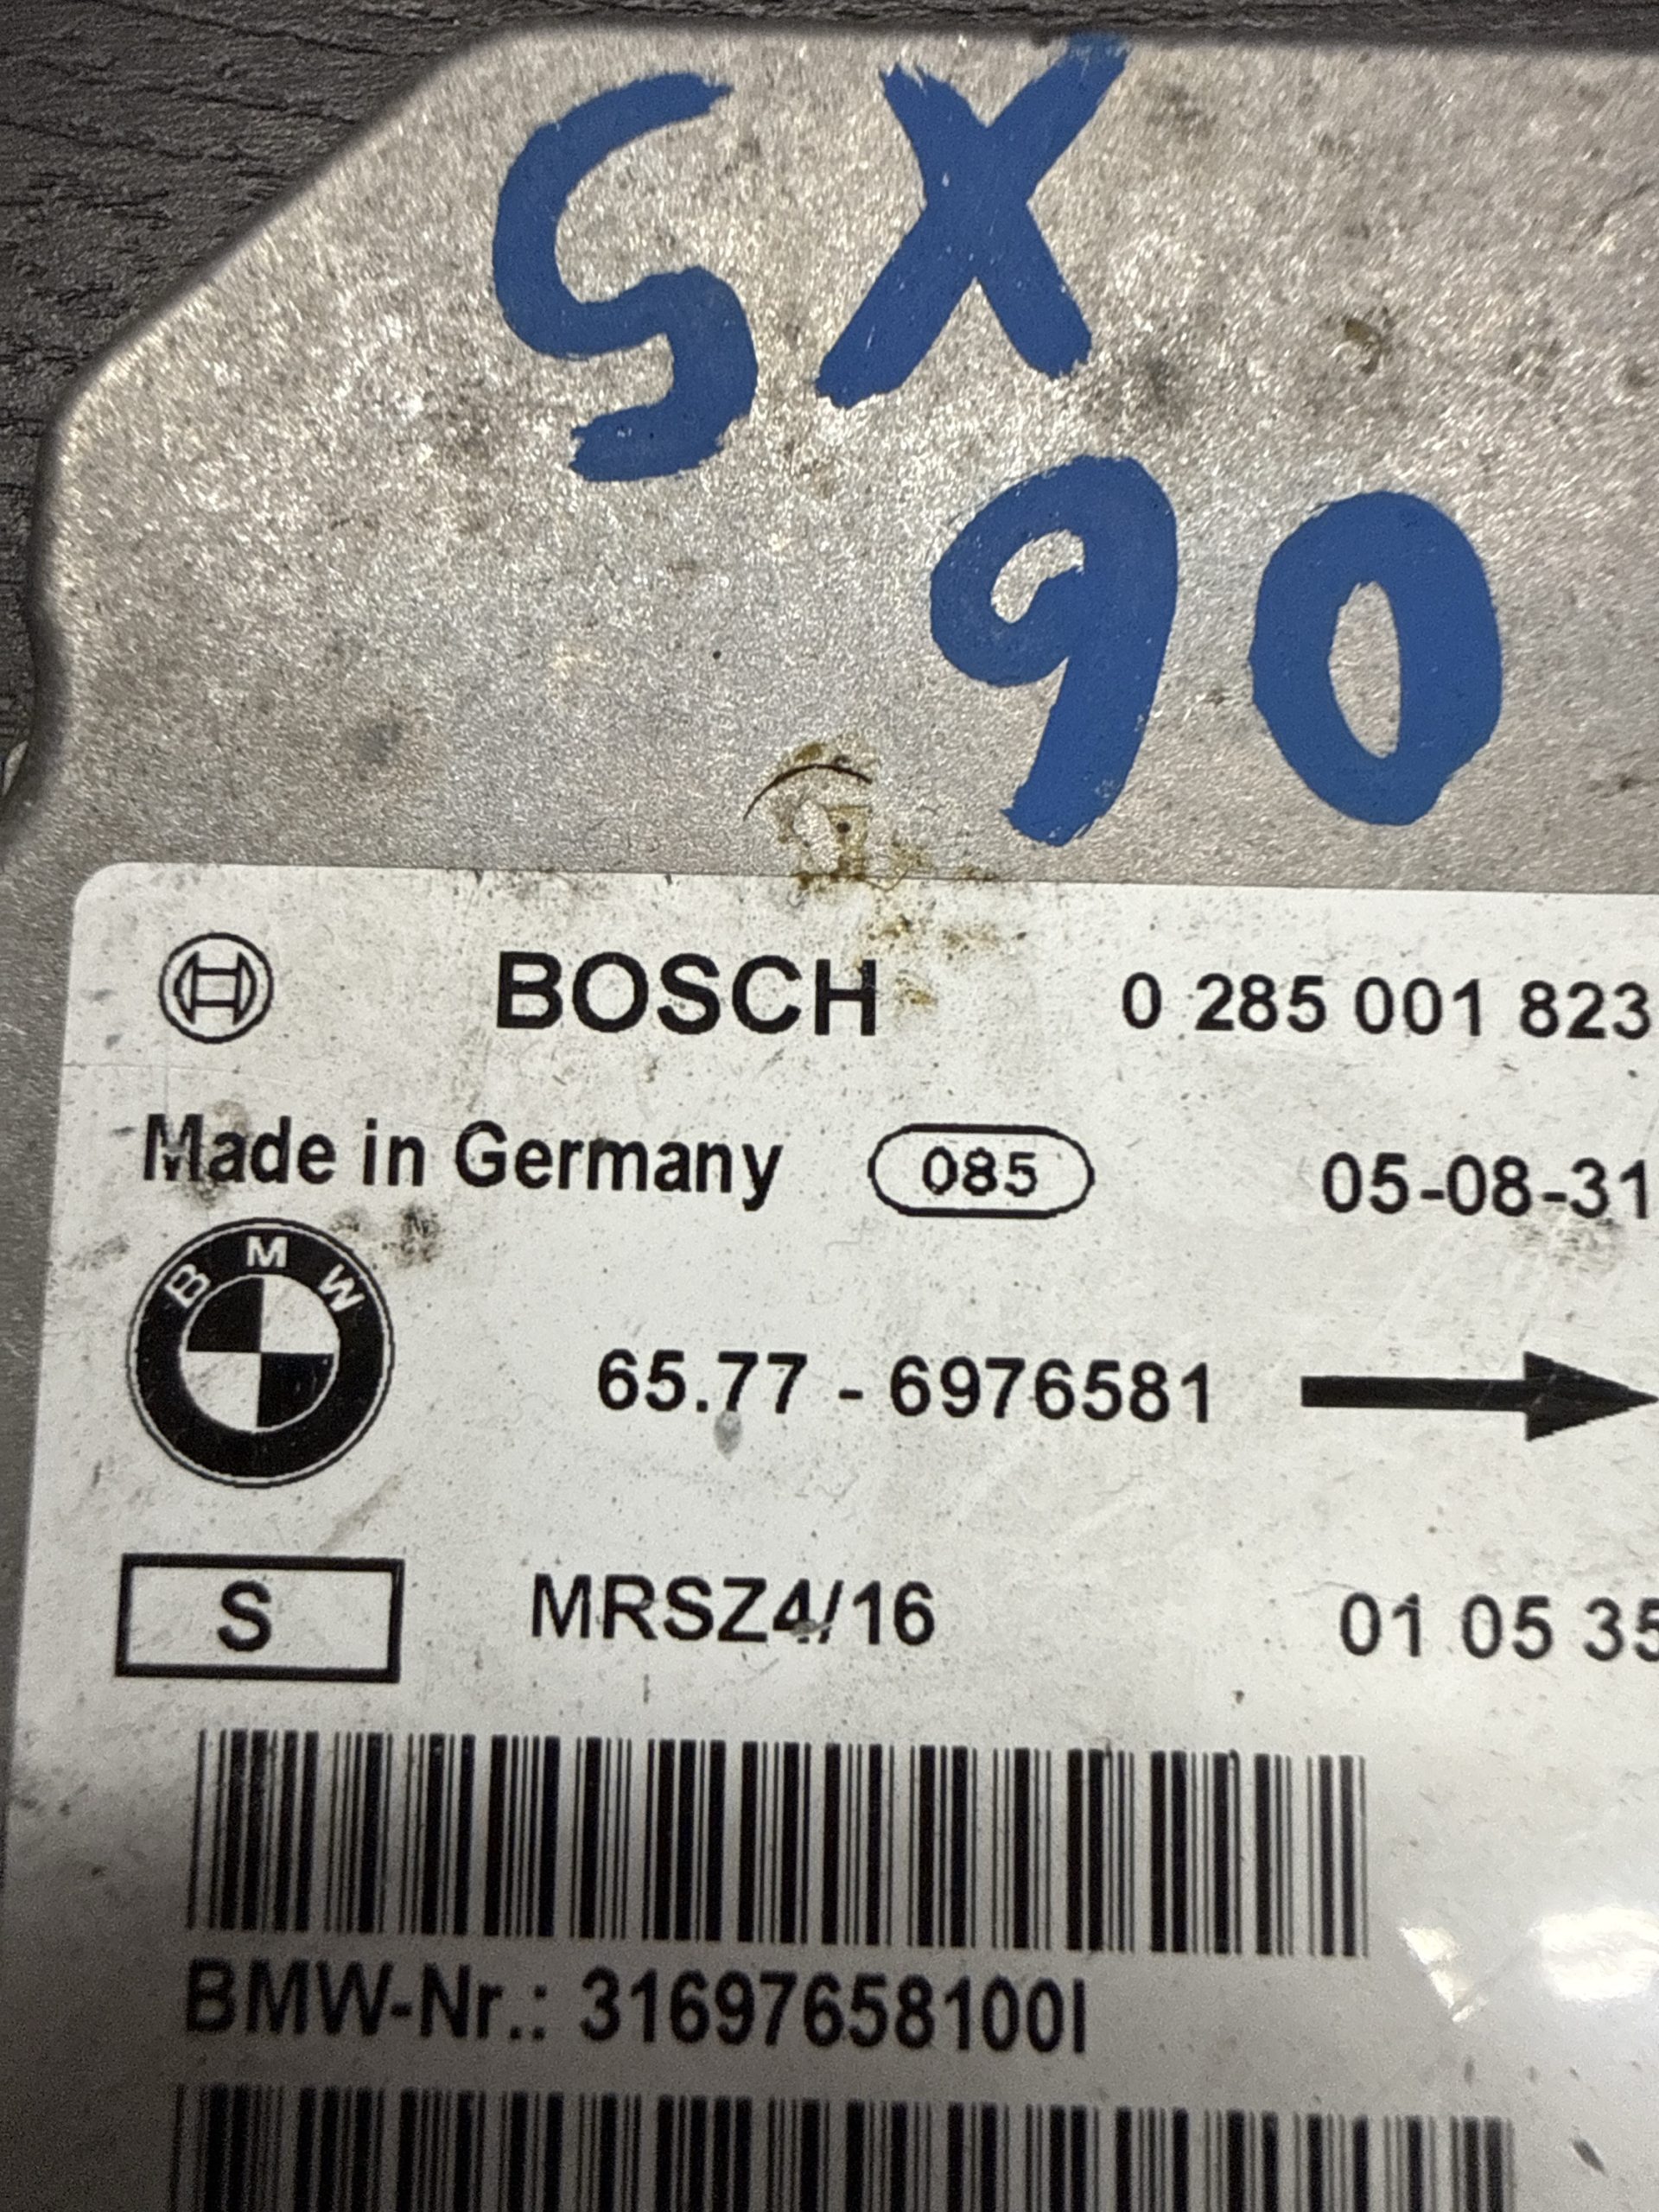 SX
90
BOSCH 0 285 001 823
Made in Germany 085 05-08-31
BMW
65.77 - 6976581
S MRSZ4/16 01 05 35
BMW-Nr.: 31697658100I